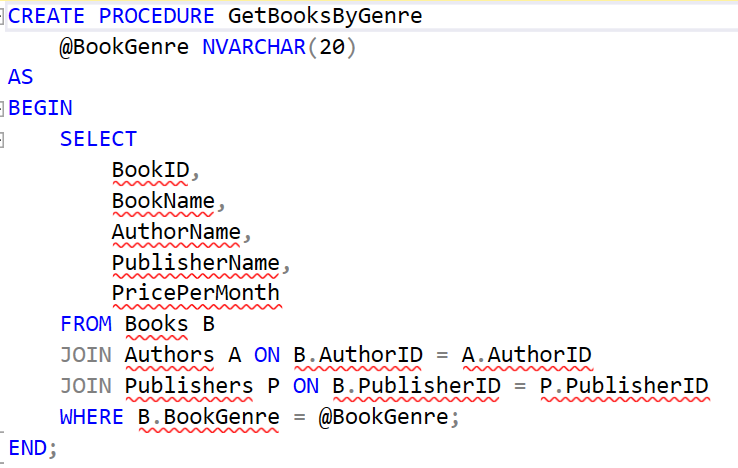 CREATE PROCEDURE GetBooksByGenre
    @BookGenre NVARCHAR(20)
AS
BEGIN
    SELECT
        BookID,
        BookName,
        AuthorName,
        PublisherName,
        PricePerMonth
    FROM Books B
    JOIN Authors A ON B.AuthorID = A.AuthorID
    JOIN Publishers P ON B.PublisherID = P.PublisherID
    WHERE B.BookGenre = @BookGenre;
END;